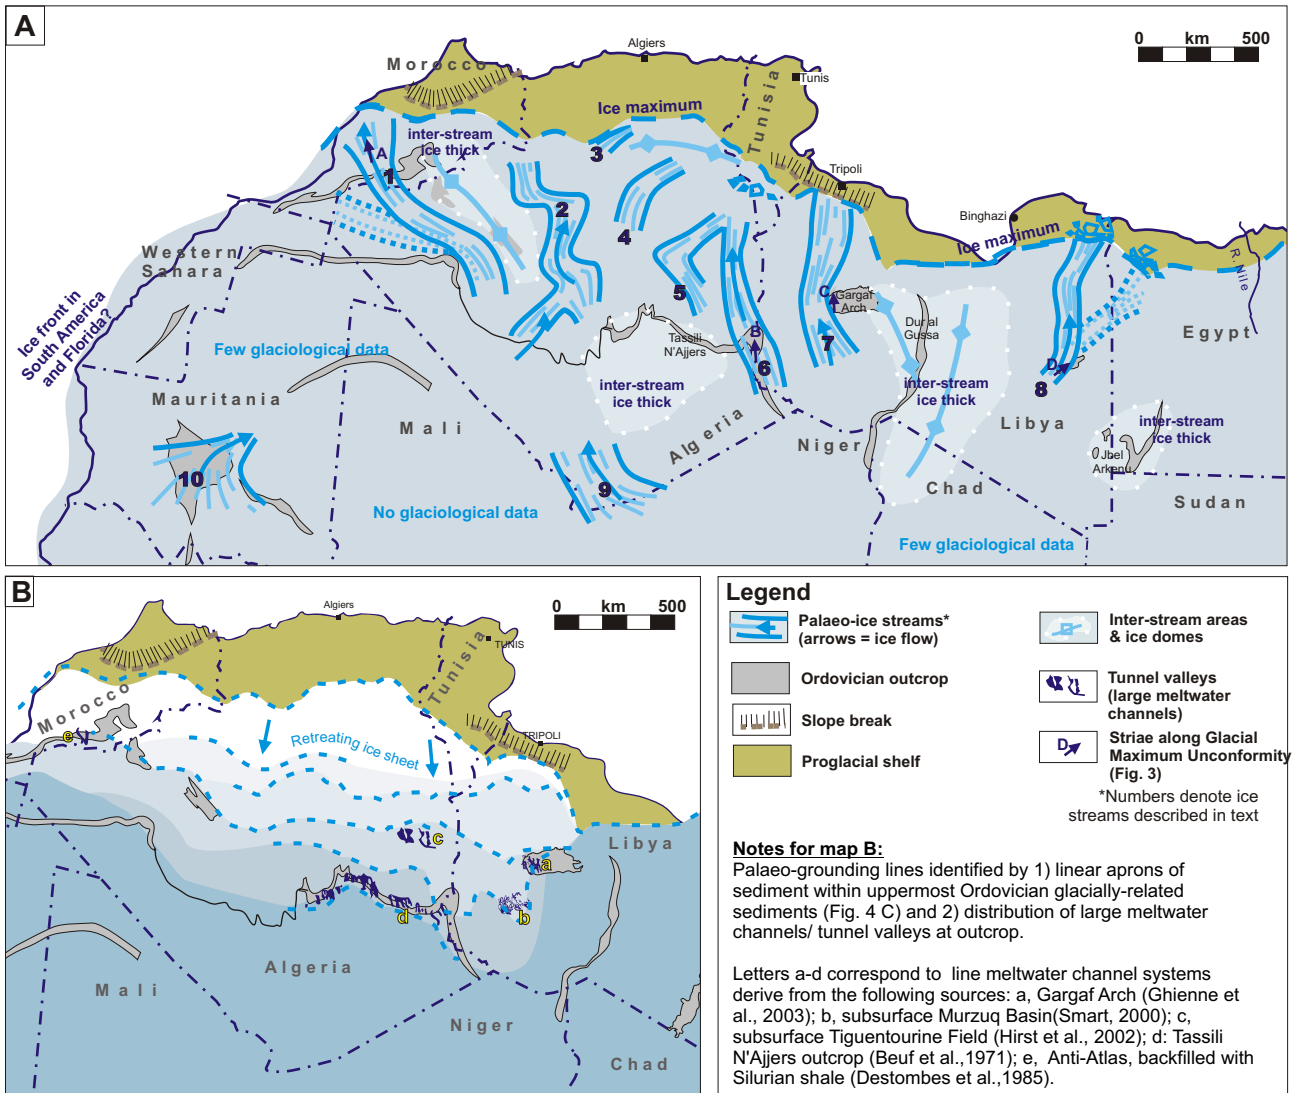 A
0 km 500
Algiers
Morocco
Tunis
Tunisia
Ice maximum
inter-stream
ice thick
A
1
3
Tripoli
2
4
Binghazi
Ice maximum
R. Nile
Western
Sahara
5
C
Gargaf
Arch
Dur al
Gussa
Egypt
Ice front in
South America
and Florida?
Few glaciological data
Tassili
N'Ajjers
B
6
7
D
8
inter-stream
ice thick
inter-stream
ice thick
Mauritania
Mali
Algeria
Niger
Libya
inter-stream
ice thick
Jbel
Arkenu
10
9
Chad
Sudan
No glaciological data
Few glaciological data
B
0 km 500
Algiers
TUNIS
Tunisia
Morocco
e
TRIPOLI
Retreating ice sheet
c
Libya
a
d
b
Algeria
Mali
Niger
Chad
Legend
Palaeo-ice streams*
(arrows = ice flow)
Ordovician outcrop
Slope break
Proglacial shelf
Inter-stream areas
& ice domes
Tunnel valleys
(large meltwater
channels)
D
Striae along Glacial
Maximum Unconformity
(Fig. 3)
*Numbers denote ice
streams described in text
Notes for map B:
Palaeo-grounding lines identified by 1) linear aprons of
sediment within uppermost Ordovician glacially-related
sediments (Fig. 4 C) and 2) distribution of large meltwater
channels/ tunnel valleys at outcrop.
Letters a-d correspond to line meltwater channel systems
derive from the following sources: a, Gargaf Arch (Ghienne et
al., 2003); b, subsurface Murzuq Basin(Smart, 2000); c,
subsurface Tiguentourine Field (Hirst et al., 2002); d: Tassili
N'Ajjers outcrop (Beuf et al.,1971); e, Anti-Atlas, backfilled with
Silurian shale (Destombes et al.,1985).